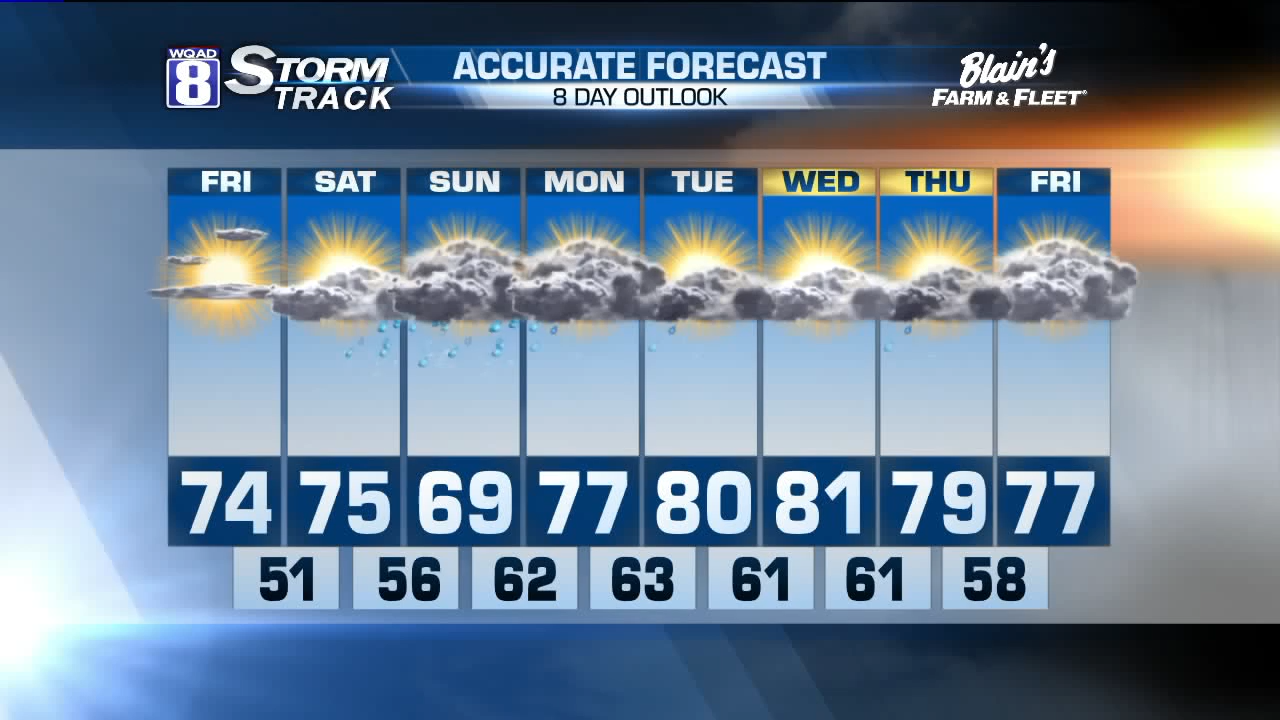 WQAD
8
STORM
TRACK
ACCURATE FORECAST
8 DAY OUTLOOK
Blain's
FARM & FLEET®
FRI SAT SUN MON TUE WED THU FRI
74 75 69 77 80 81 79 77
51 56 62 63 61 61 58